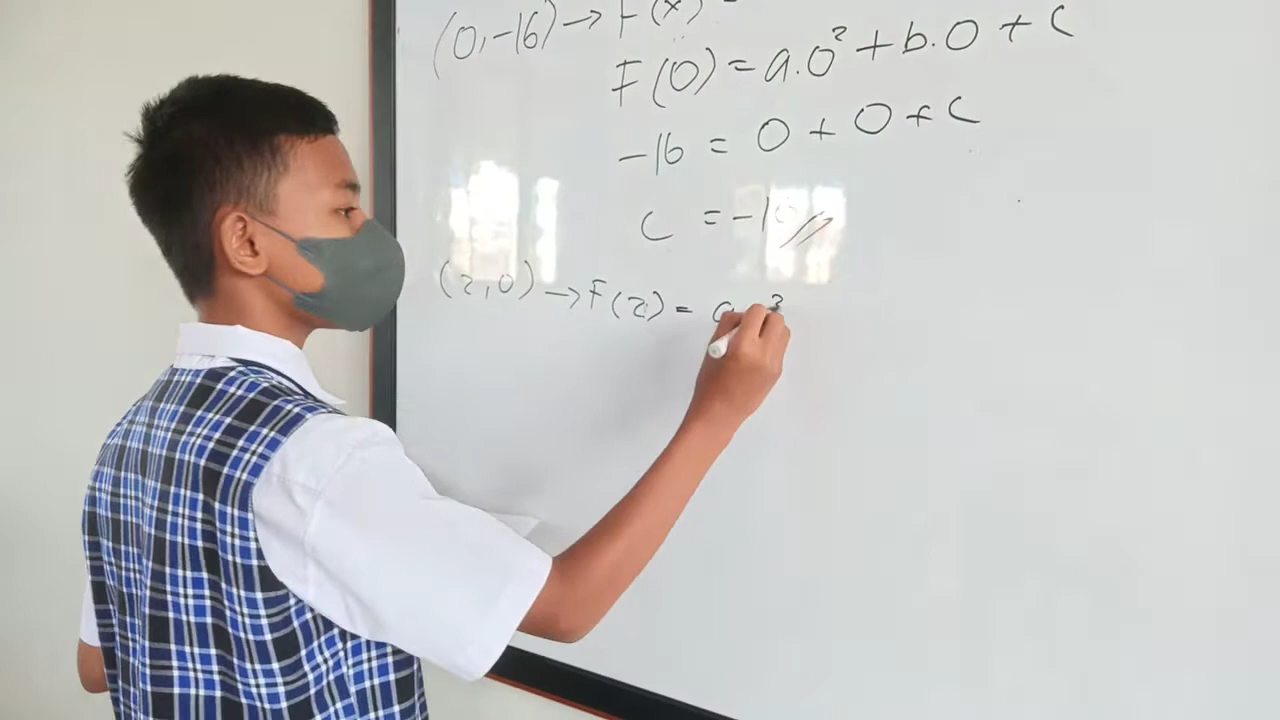 (0,-16) → F(x) =
F(0) = a.0² + b.0 + c
-16 = 0 + 0 + c
c = -16
(2,0) → F(2) = a